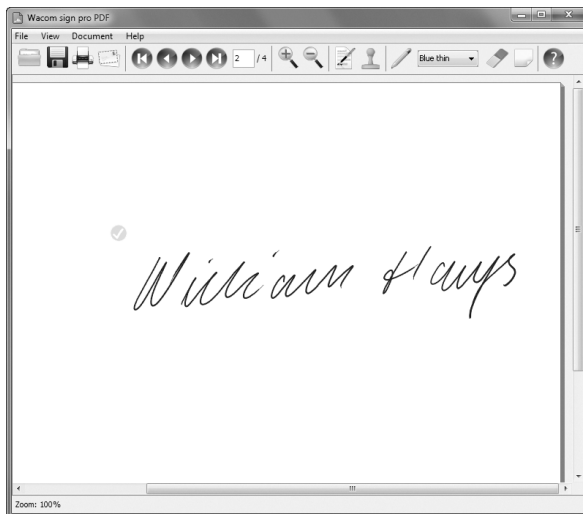 Wacom sign pro PDF
File View Document Help
2 / 4 Blue thin
William Hays
Zoom: 100%